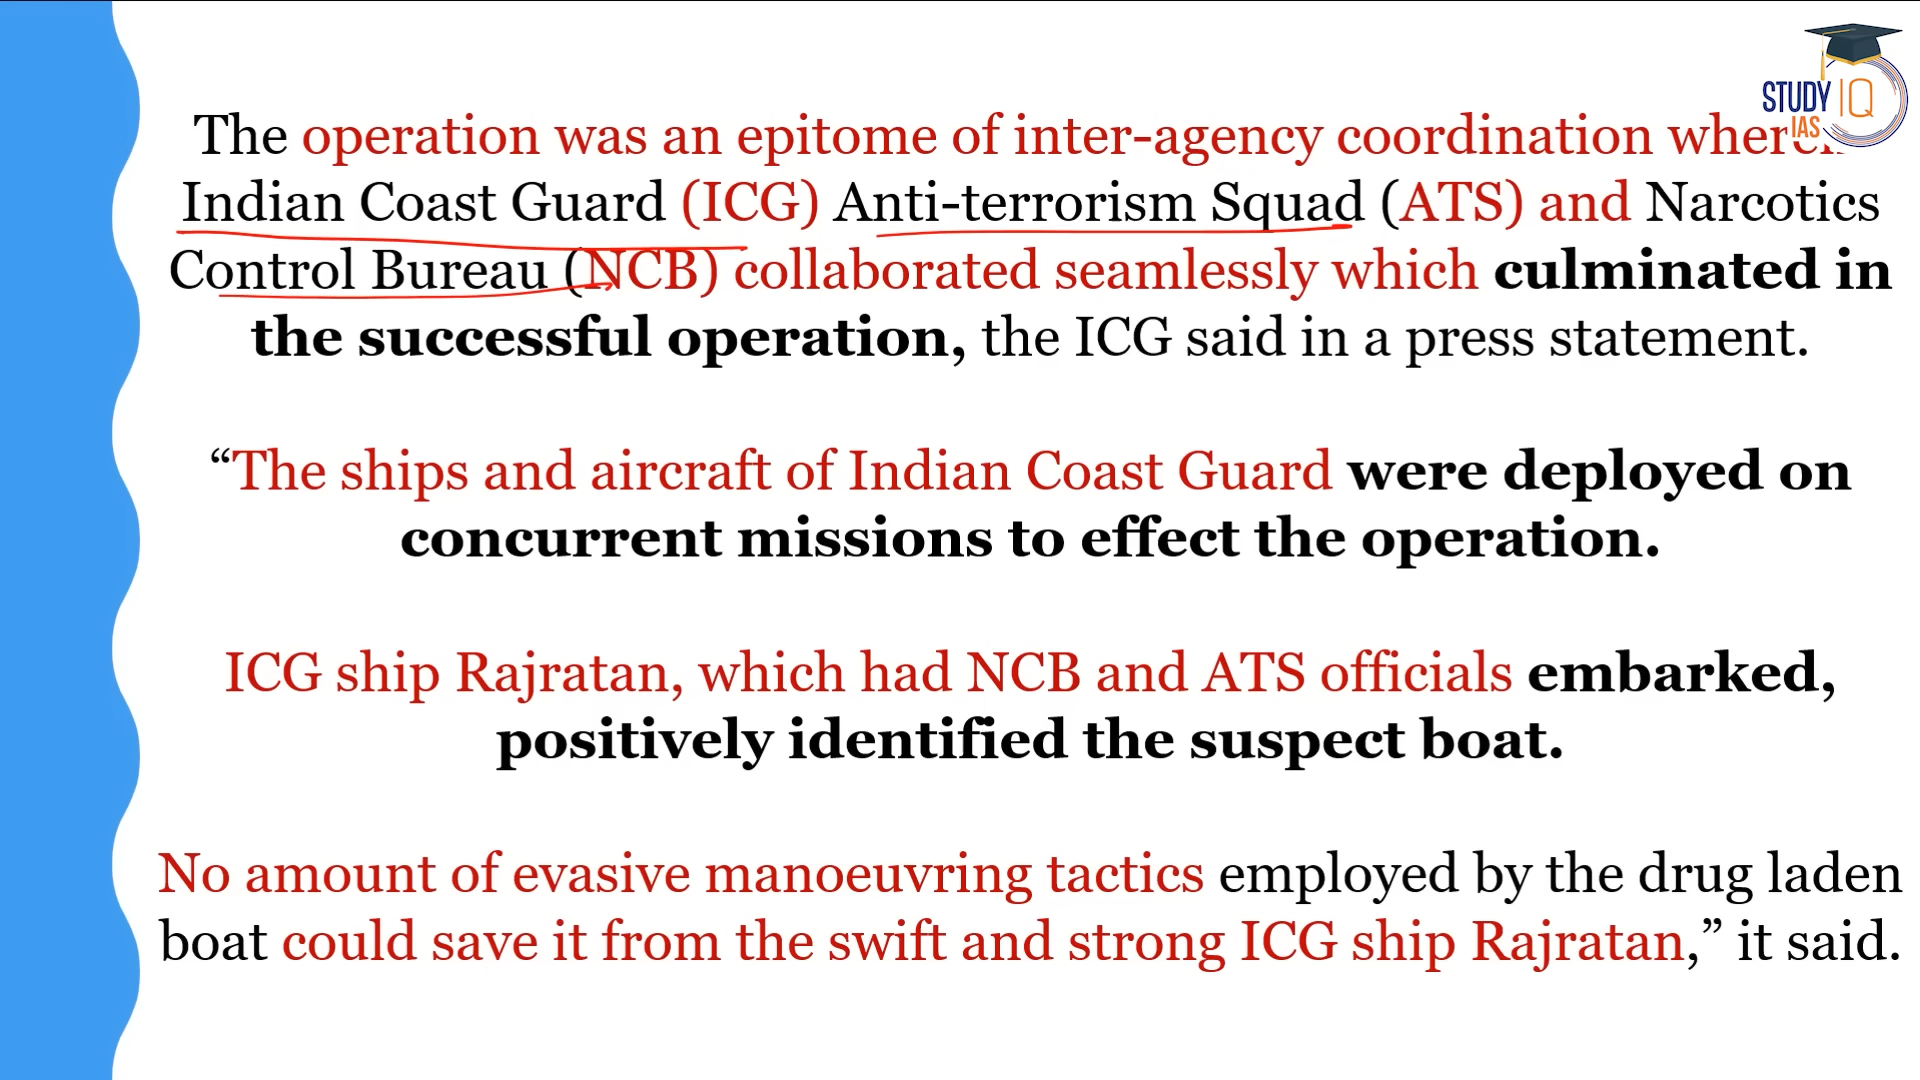 The operation was an epitome of inter-agency coordination wherein
Indian Coast Guard (ICG) Anti-terrorism Squad (ATS) and Narcotics
Control Bureau (NCB) collaborated seamlessly which culminated in
the successful operation, the ICG said in a press statement.
“The ships and aircraft of Indian Coast Guard were deployed on
concurrent missions to effect the operation.
ICG ship Rajratan, which had NCB and ATS officials embarked,
positively identified the suspect boat.
No amount of evasive manoeuvring tactics employed by the drug laden
boat could save it from the swift and strong ICG ship Rajratan,” it said.
STUDY IQ
IAS